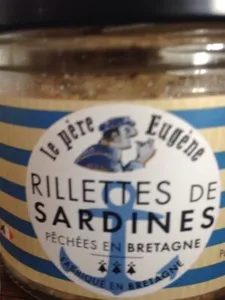 le père Eugène
RILLETTES DE
SARDINES
PÊCHÉES EN BRETAGNE
FABRIQUÉ EN BRETAGNE